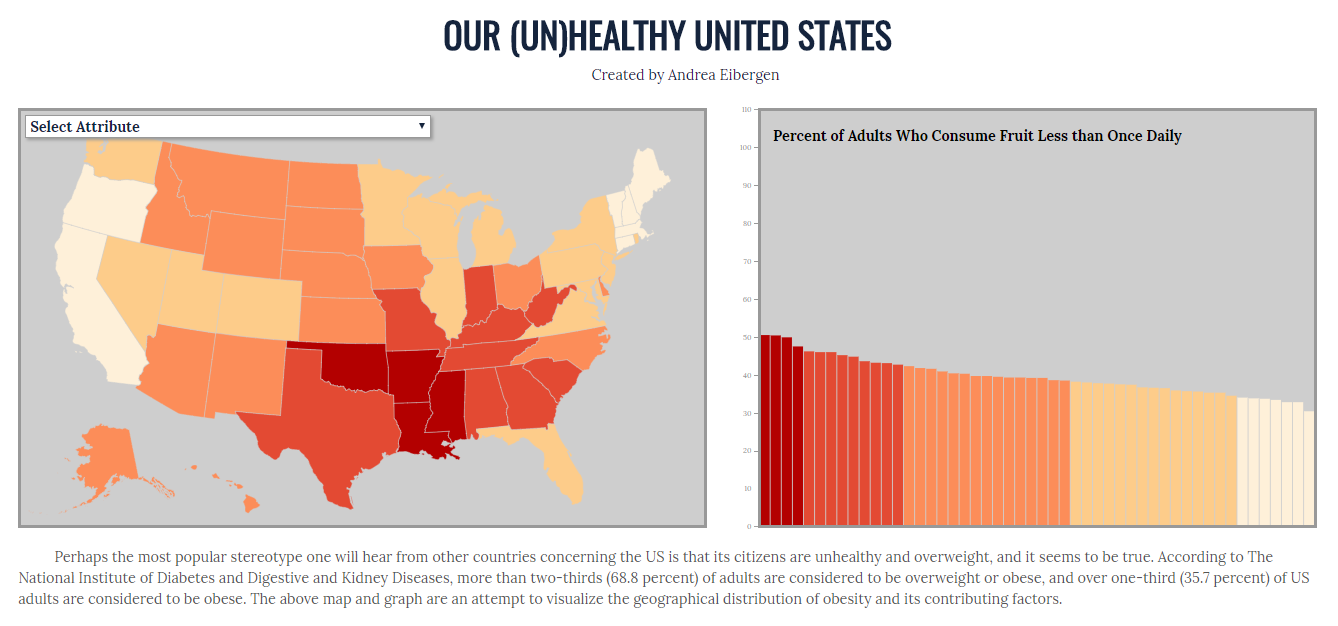 OUR (UN)HEALTHY UNITED STATES
Created by Andrea Eibergen
Select Attribute
Percent of Adults Who Consume Fruit Less than Once Daily
110
100
90
80
70
60
50
40
30
20
10
0
Perhaps the most popular stereotype one will hear from other countries concerning the US is that its citizens are unhealthy and overweight, and it seems to be true. According to The
National Institute of Diabetes and Digestive and Kidney Diseases, more than two-thirds (68.8 percent) of adults are considered to be overweight or obese, and over one-third (35.7 percent) of US
adults are considered to be obese. The above map and graph are an attempt to visualize the geographical distribution of obesity and its contributing factors.